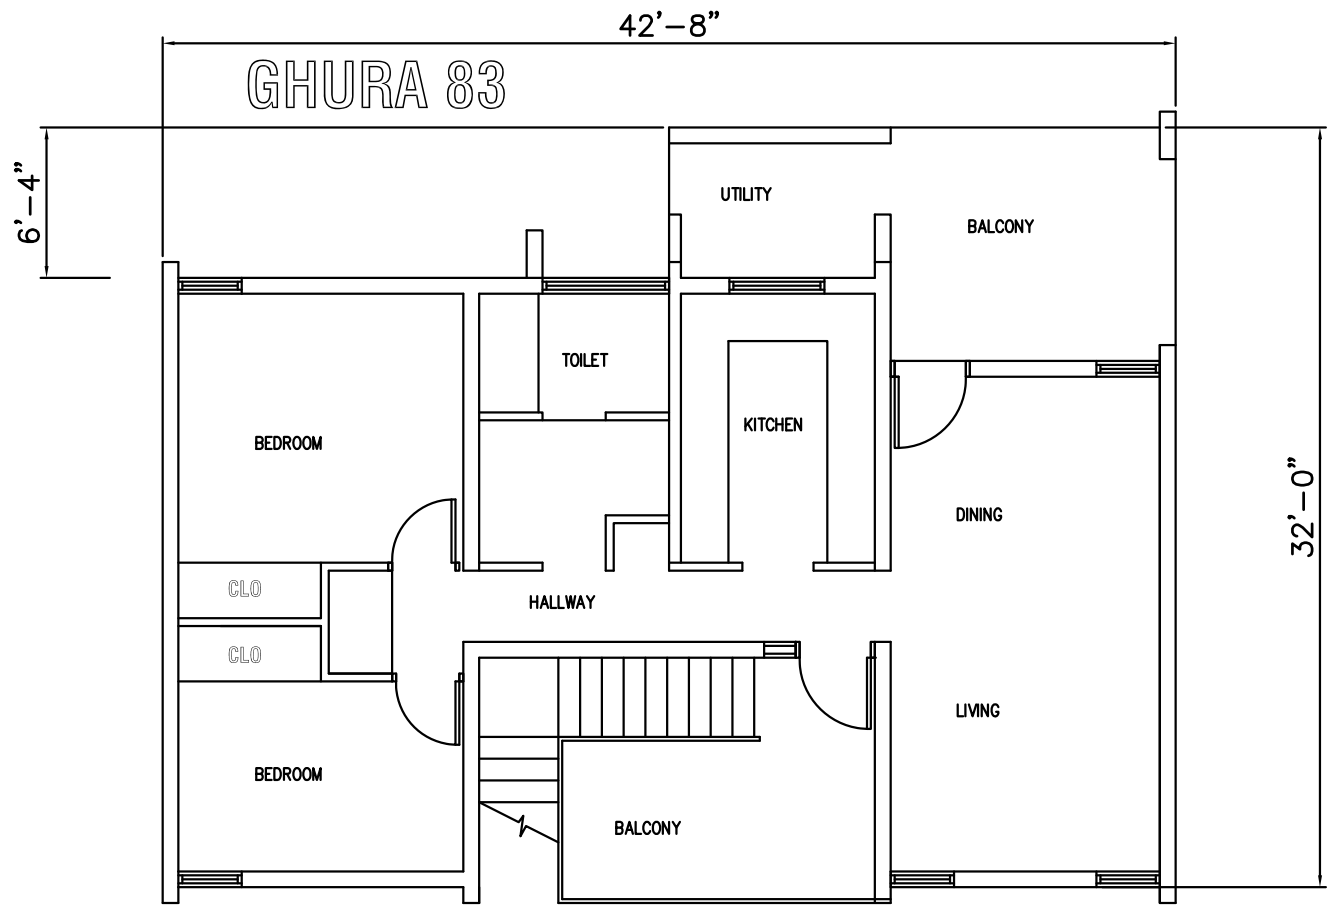 42'-8"
GHURA 83
6'-4"
UTILITY
BALCONY
TOILET
KITCHEN
BEDROOM
32'-0"
DINING
CLO
HALLWAY
CLO
LIVING
BEDROOM
BALCONY